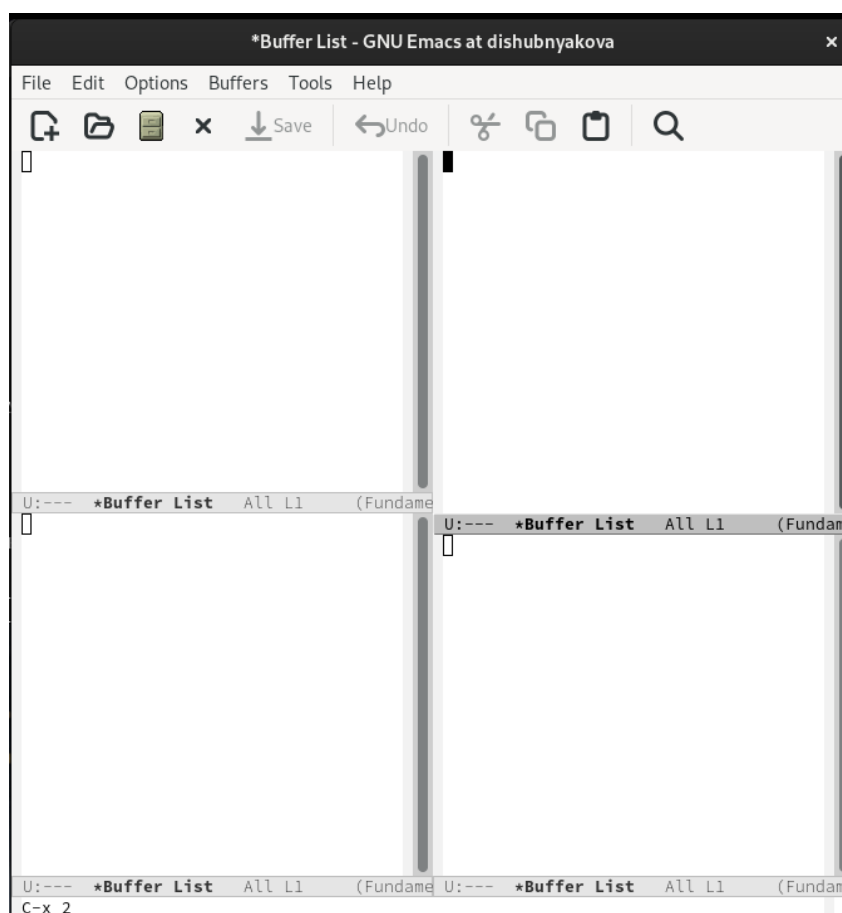 *Buffer List - GNU Emacs at dishubnyakova
File Edit Options Buffers Tools Help
Save Undo
U:--- *Buffer List All L1 (Fundame
U:--- *Buffer List All L1 (Fundam
U:--- *Buffer List All L1 (Fundame
U:--- *Buffer List All L1 (Fundam
C-x 2